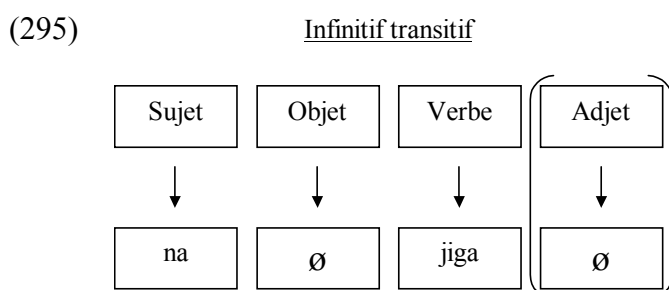 (295) Infinitif transitif
Sujet Objet Verbe Adjet
na ø jiga ø